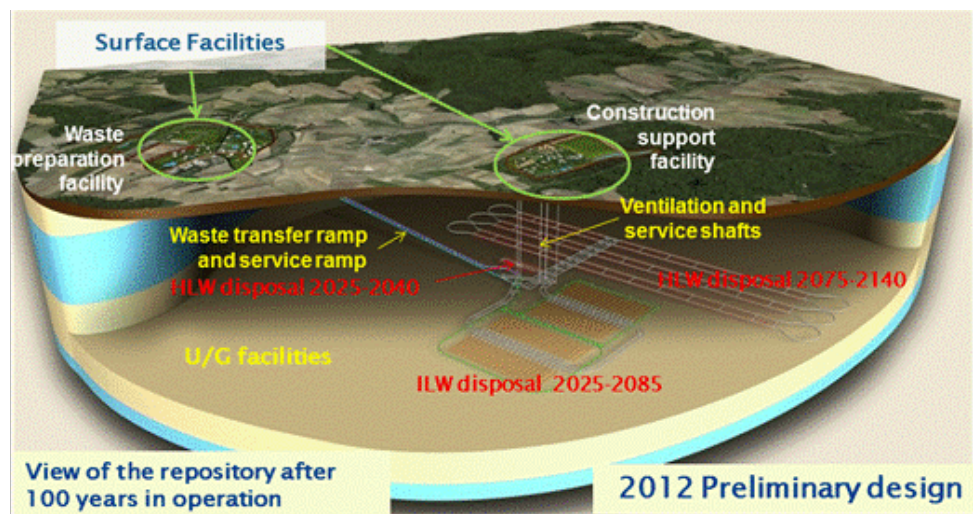 Surface Facilities
Waste
preparation
facility
Construction
support
facility
Ventilation and
service shafts
Waste transfer ramp
and service ramp
HLW disposal 2025-2040
HLW disposal 2075-2140
U/G facilities
ILW disposal 2025-2085
View of the repository after
100 years in operation
2012 Preliminary design